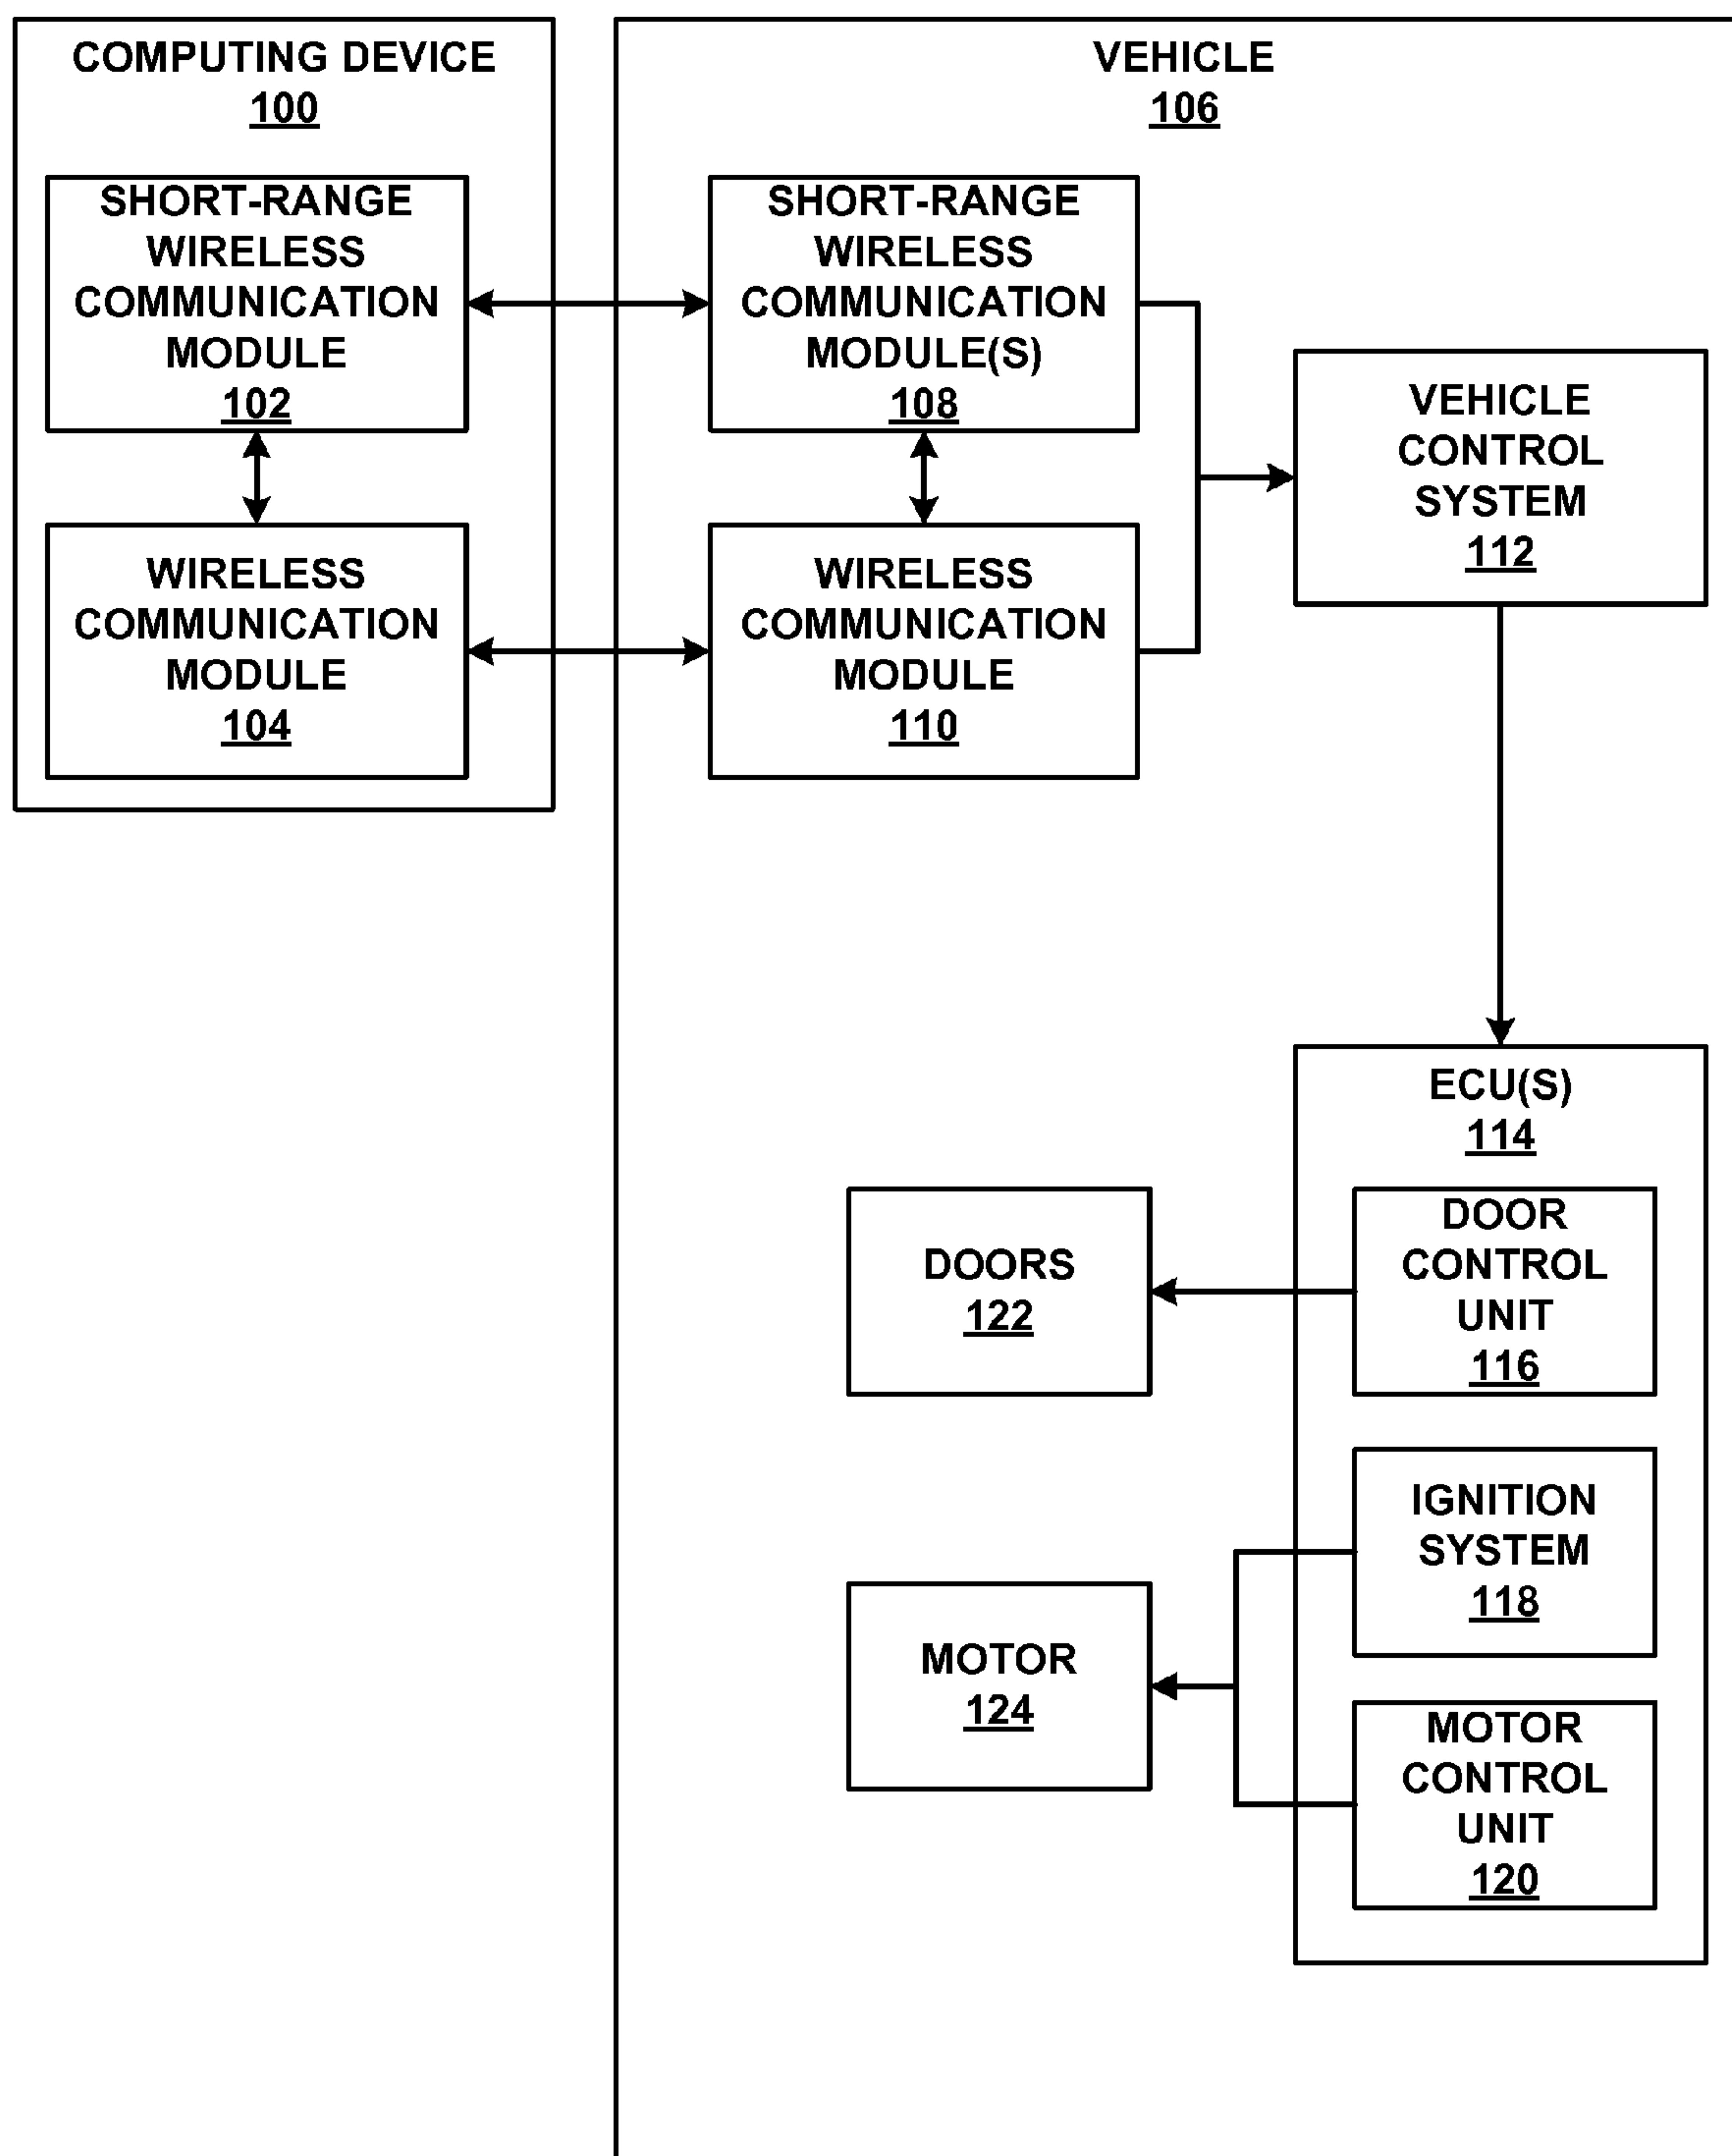 COMPUTING DEVICE
100
SHORT-RANGE
WIRELESS
COMMUNICATION
MODULE
102
WIRELESS
COMMUNICATION
MODULE
104
VEHICLE
106
SHORT-RANGE
WIRELESS
COMMUNICATION
MODULE(S)
108
WIRELESS
COMMUNICATION
MODULE
110
VEHICLE
CONTROL
SYSTEM
112
ECU(S)
114
DOOR
CONTROL
UNIT
116
DOORS
122
IGNITION
SYSTEM
118
MOTOR
124
MOTOR
CONTROL
UNIT
120